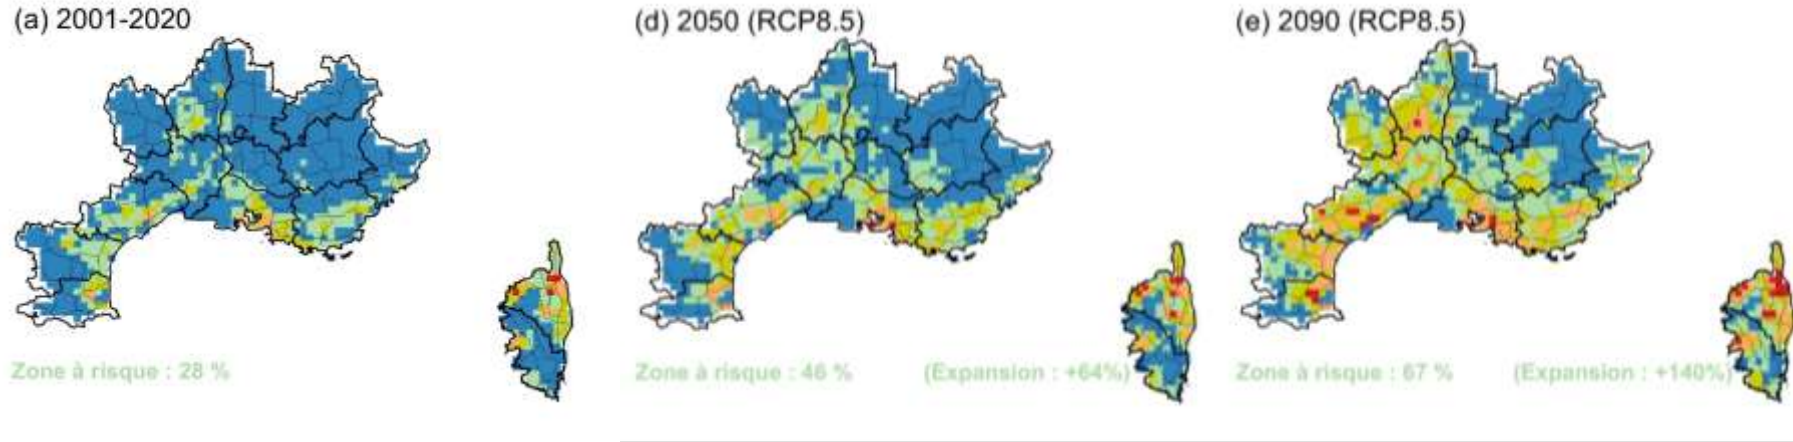 (a) 2001-2020
(d) 2050 (RCP8.5)
(e) 2090 (RCP8.5)
Zone à risque : 28 %
Zone à risque : 46 %
(Expansion : +64%)
Zone à risque : 67 %
(Expansion : +140%)